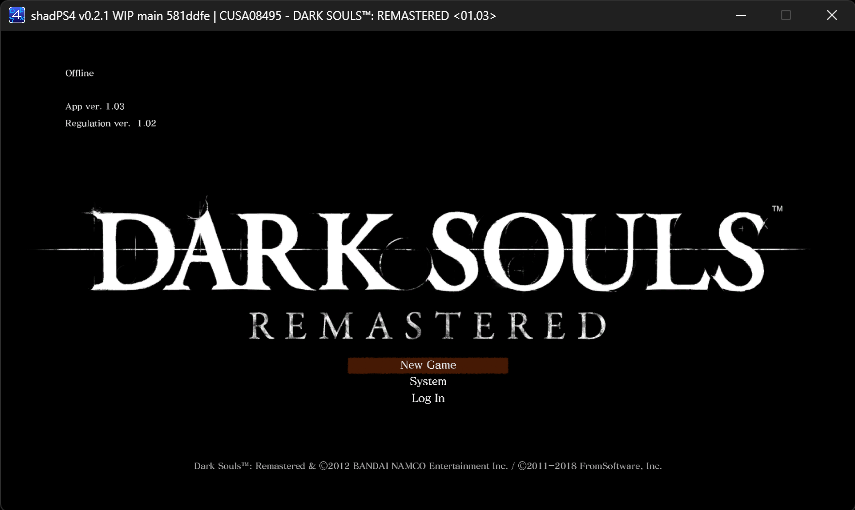 shadPS4 v0.2.1 WIP main 581ddfe | CUSA08495 - DARK SOULS™: REMASTERED <01.03>
Offline
App ver. 1.03
Regulation ver. 1.02
DARK SOULS™
REMASTERED
New Game
System
Log In
Dark Souls™: Remastered & ©2012 BANDAI NAMCO Entertainment Inc. / ©2011-2018 FromSoftware, Inc.